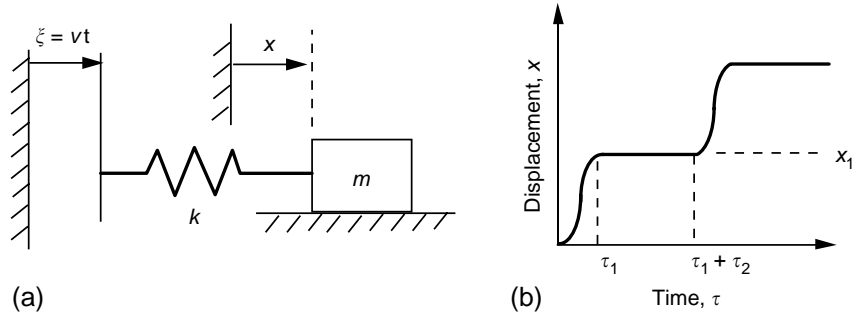 ξ = vt
x
m
k
(a)
Displacement, x
x₁
τ₁
τ₁ + τ₂
Time, τ
(b)